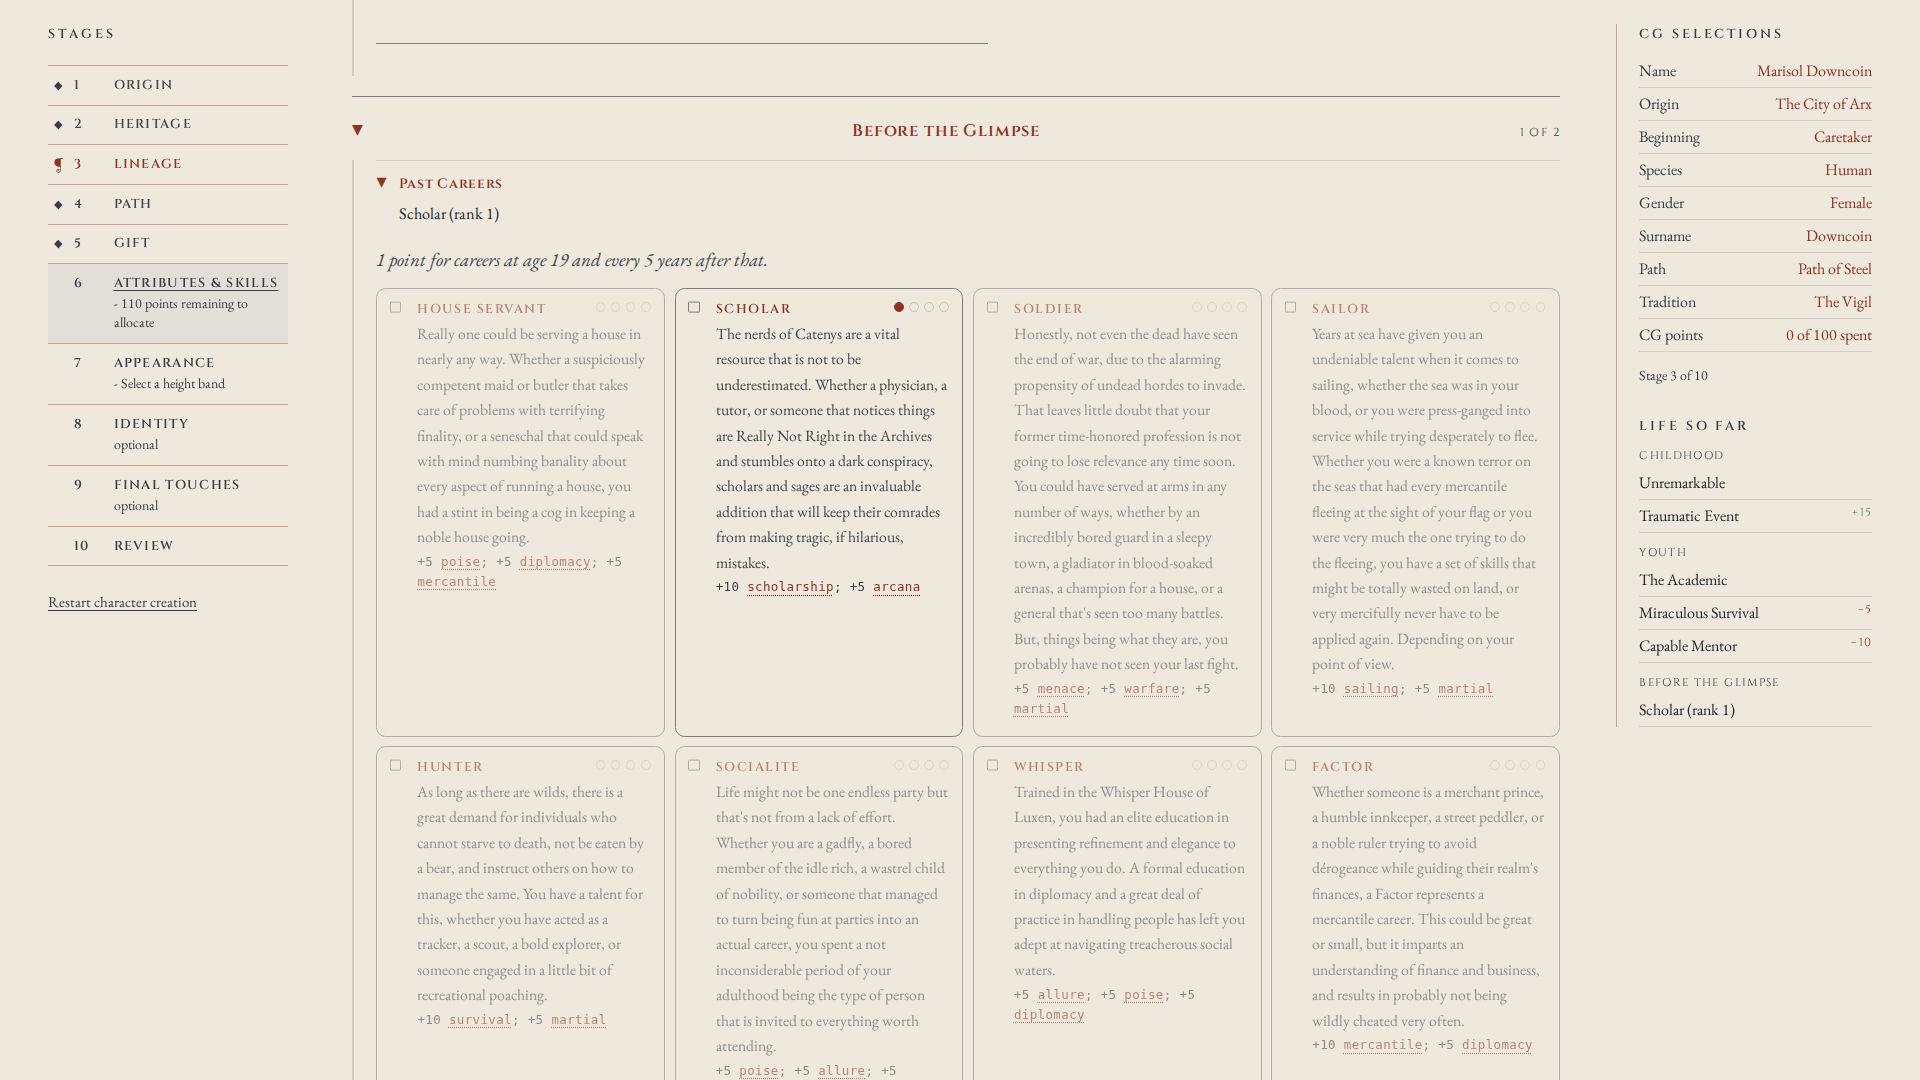 STAGES
◆ 1 ORIGIN
◆ 2 HERITAGE
¶ 3 LINEAGE
◆ 4 PATH
◆ 5 GIFT
6 ATTRIBUTES & SKILLS
- 110 points remaining to
allocate
7 APPEARANCE
- Select a height band
8 IDENTITY
optional
9 FINAL TOUCHES
optional
10 REVIEW
Restart character creation
▼ BEFORE THE GLIMPSE 1 OF 2
▼ PAST CAREERS
Scholar (rank 1)
1 point for careers at age 19 and every 5 years after that.
HOUSE SERVANT
Really one could be serving a house in
nearly any way. Whether a suspiciously
competent maid or butler that takes
care of problems with terrifying
finality, or a seneschal that could speak
with mind numbing banality about
every aspect of running a house, you
had a stint in being a cog in keeping a
noble house going.
+5 poise; +5 diplomacy; +5
mercantile
SCHOLAR
The nerds of Catenys are a vital
resource that is not to be
underestimated. Whether a physician, a
tutor, or someone that notices things
are Really Not Right in the Archives
and stumbles onto a dark conspiracy,
scholars and sages are an invaluable
addition that will keep their comrades
from making tragic, if hilarious,
mistakes.
+10 scholarship; +5 arcana
SOLDIER
Honestly, not even the dead have seen
the end of war, due to the alarming
propensity of undead hordes to invade.
That leaves little doubt that your
former time-honored profession is not
going to lose relevance any time soon.
You could have served at arms in any
number of ways, whether by an
incredibly bored guard in a sleepy
town, a gladiator in blood-soaked
arenas, a champion for a house, or a
general that's seen too many battles.
But, things being what they are, you
probably have not seen your last fight.
+5 menace; +5 warfare; +5
martial
SAILOR
Years at sea have given you an
undeniable talent when it comes to
sailing, whether the sea was in your
blood, or you were press-ganged into
service while trying desperately to flee.
Whether you were a known terror on
the seas that had every mercantile
fleeing at the sight of your flag or you
were very much the one trying to do
the fleeing, you have a set of skills that
might be totally wasted on land, or
very mercifully never have to be
applied again. Depending on your
point of view.
+10 sailing; +5 martial
HUNTER
As long as there are wilds, there is a
great demand for individuals who
cannot starve to death, not be eaten by
a bear, and instruct others on how to
manage the same. You have a talent for
this, whether you have acted as a
tracker, a scout, a bold explorer, or
someone engaged in a little bit of
recreational poaching.
+10 survival; +5 martial
SOCIALITE
Life might not be one endless party but
that's not from a lack of effort.
Whether you are a gadfly, a bored
member of the idle rich, a wastrel child
of nobility, or someone that managed
to turn being fun at parties into an
actual career, you spent a not
inconsiderable period of your
adulthood being the type of person
that is invited to everything worth
attending.
+5 poise; +5 allure; +5
WHISPER
Trained in the Whisper House of
Luxen, you had an elite education in
presenting refinement and elegance to
everything you do. A formal education
in diplomacy and a great deal of
practice in handling people has left you
adept at navigating treacherous social
waters.
+5 allure; +5 poise; +5
diplomacy
FACTOR
Whether someone is a merchant prince,
a humble innkeeper, a street peddler, or
a noble ruler trying to avoid
dérogeance while guiding their realm's
finances, a Factor represents a
mercantile career. This could be great
or small, but it imparts an
understanding of finance and business,
and results in probably not being
wildly cheated very often.
+10 mercantile; +5 diplomacy
CG SELECTIONS
Name Marisol Downcoin
Origin The City of Arx
Beginning Caretaker
Species Human
Gender Female
Surname Downcoin
Path Path of Steel
Tradition The Vigil
CG points 0 of 100 spent
Stage 3 of 10
LIFE SO FAR
CHILDHOOD
Unremarkable
Traumatic Event +15
YOUTH
The Academic
Miraculous Survival −5
Capable Mentor −10
BEFORE THE GLIMPSE
Scholar (rank 1)